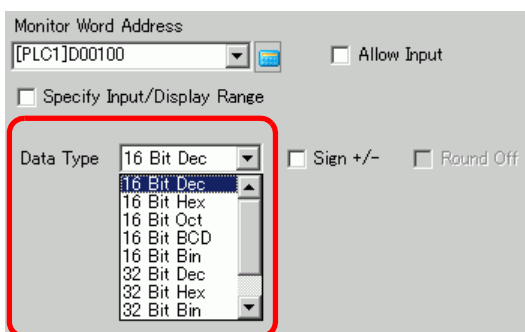 Monitor Word Address
[PLC1]D00100
Allow Input
Specify Input/Display Range
Data Type 16 Bit Dec Sign +/- Round Off
16 Bit Dec
16 Bit Hex
16 Bit Oct
16 Bit BCD
16 Bit Bin
32 Bit Dec
32 Bit Hex
32 Bit Bin